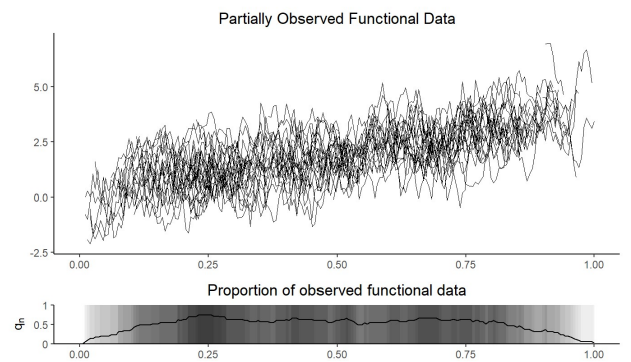 Partially Observed Functional Data
5.0
2.5
0.0
-2.5
0.00 0.25 0.50 0.75 1.00
Proportion of observed functional data
qn
1
0.5
0
0.00 0.25 0.50 0.75 1.00